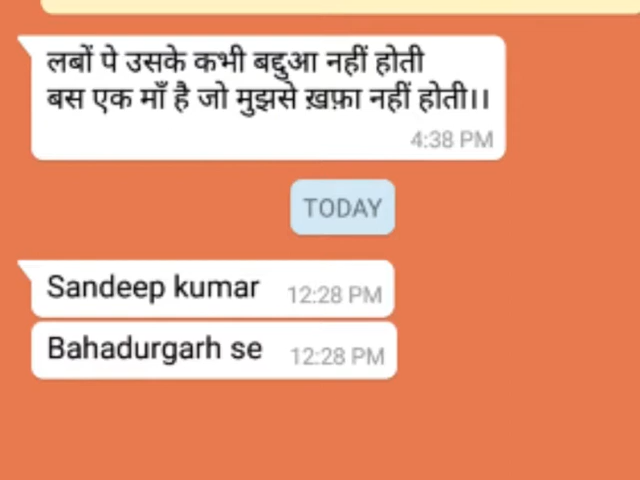 लबों पे उसके कभी बद्दुआ नहीं होती
बस एक माँ है जो मुझसे ख़फ़ा नहीं होती।।
4:38 PM
TODAY
Sandeep kumar 12:28 PM
Bahadurgarh se 12:28 PM